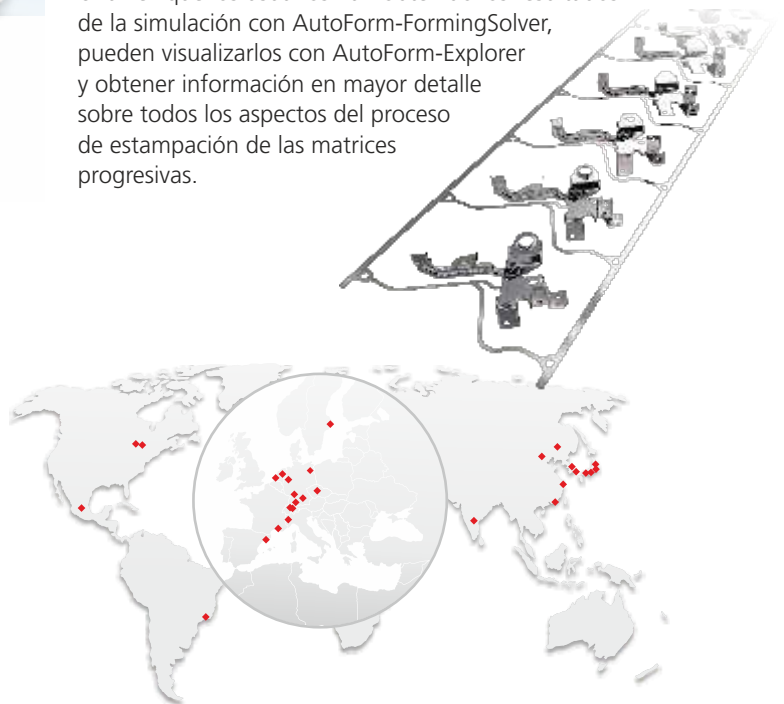 de la simulación con AutoForm-FormingSolver,
pueden visualizarlos con AutoForm-Explorer
y obtener información en mayor detalle
sobre todos los aspectos del proceso
de estampación de las matrices
progresivas.